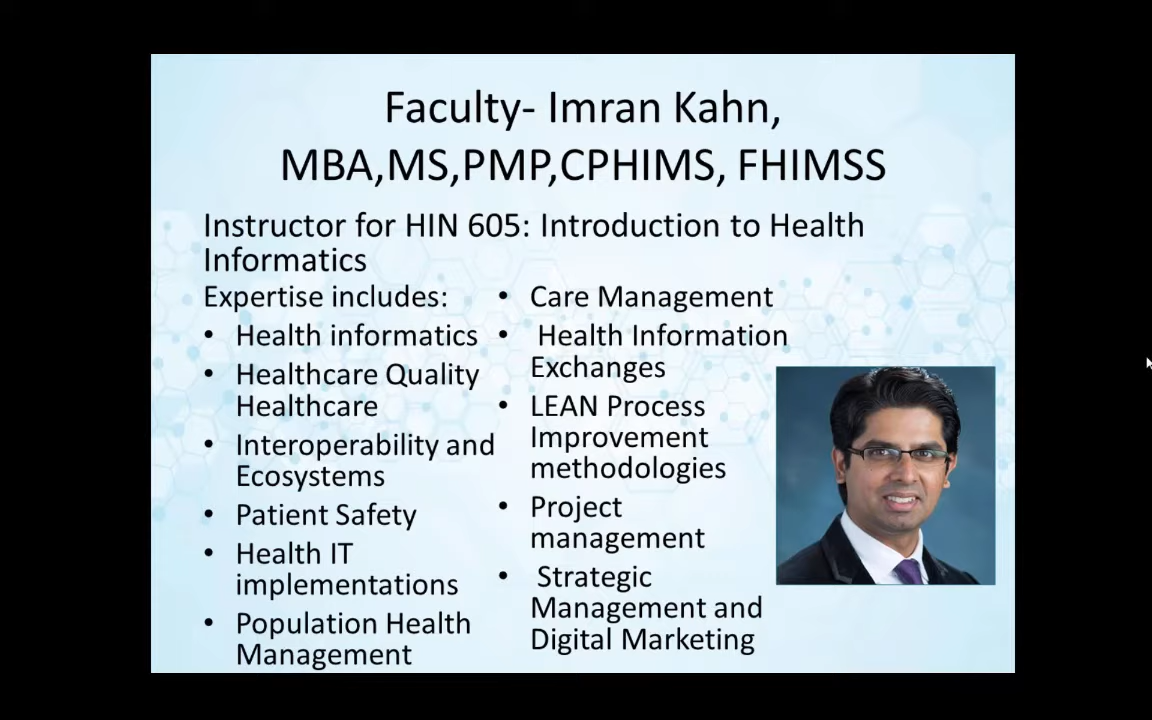 Faculty- Imran Kahn,
MBA,MS,PMP,CPHIMS, FHIMSS
Instructor for HIN 605: Introduction to Health
Informatics
Expertise includes:
• Health informatics
• Healthcare Quality
Healthcare
• Interoperability and
Ecosystems
• Patient Safety
• Health IT
implementations
• Population Health
Management
• Care Management
• Health Information
Exchanges
• LEAN Process
Improvement
methodologies
• Project
management
• Strategic
Management and
Digital Marketing